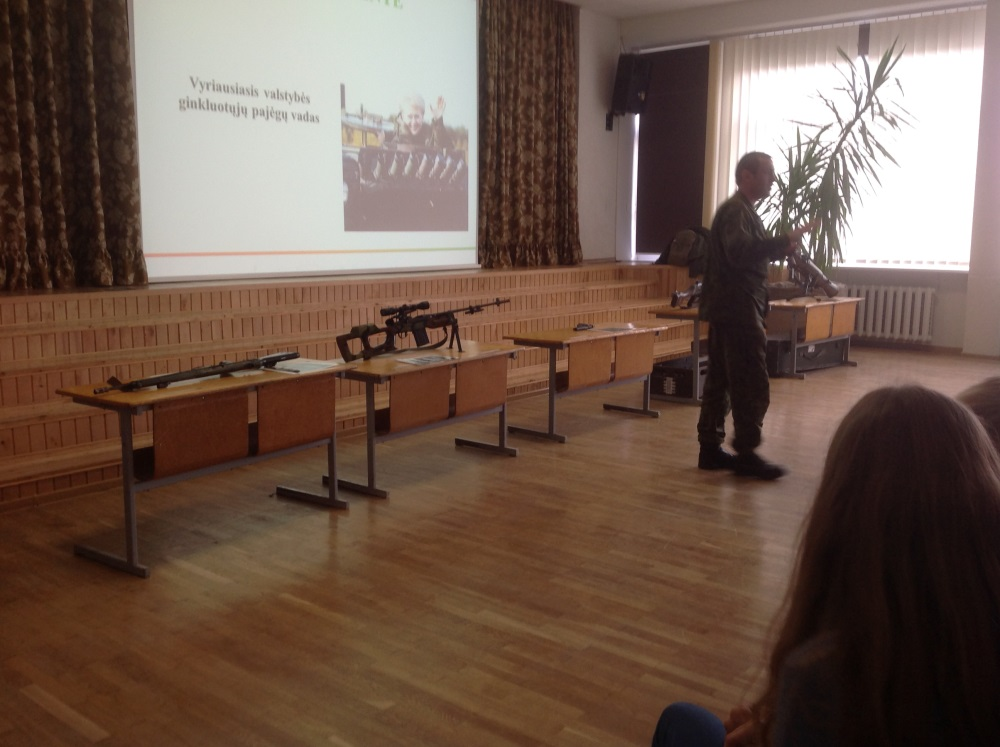 Vyriausiasis valstybės
ginkluotųjų pajėgų vadas